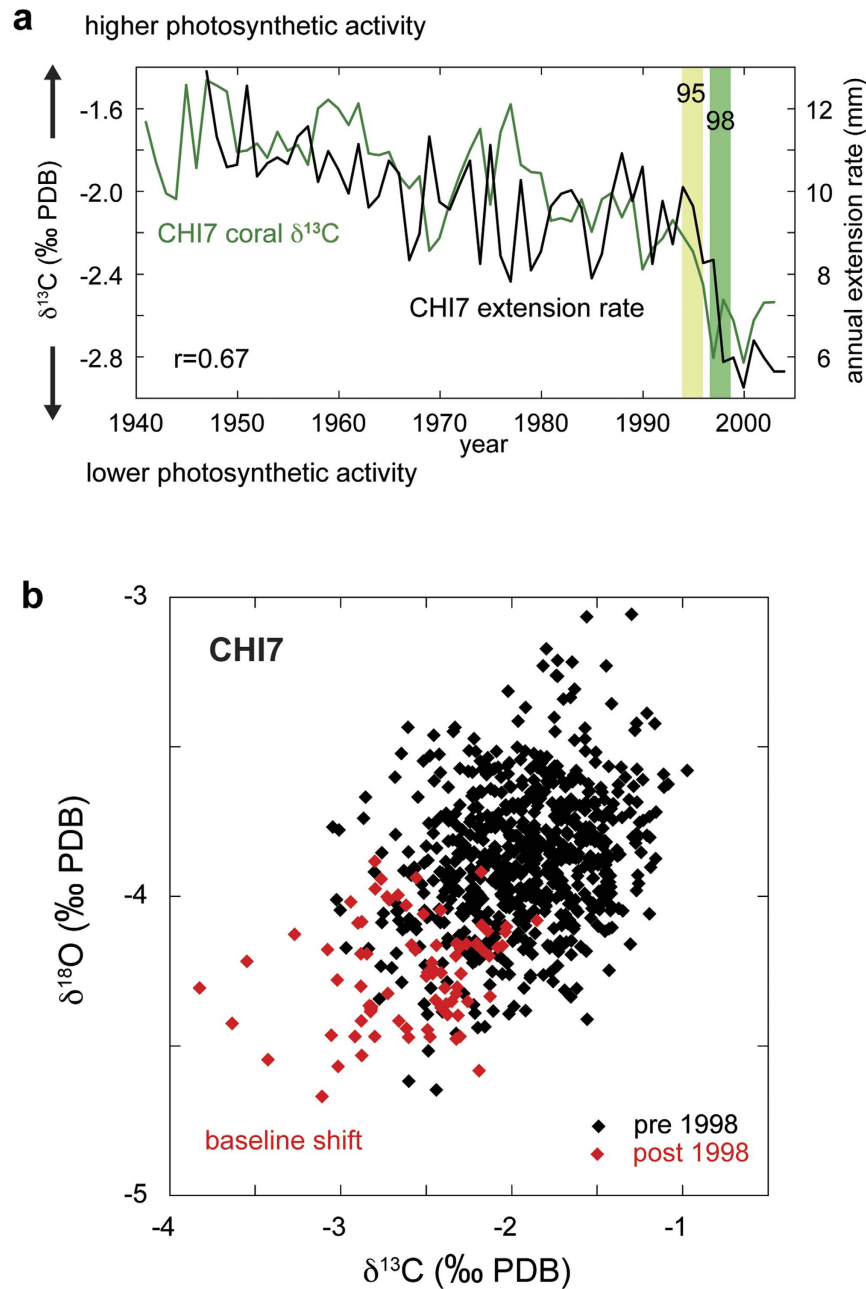 a
higher photosynthetic activity
95
98
-1.6
-2.0
-2.4
-2.8
δ¹³C (‰ PDB)
12
10
8
6
annual extension rate (mm)
CHI7 coral δ¹³C
CHI7 extension rate
r=0.67
1940 1950 1960 1970 1980 1990 2000
year
lower photosynthetic activity
b
-3
-4
-5
δ¹⁸O (‰ PDB)
CHI7
baseline shift
pre 1998
post 1998
-4 -3 -2 -1
δ¹³C (‰ PDB)